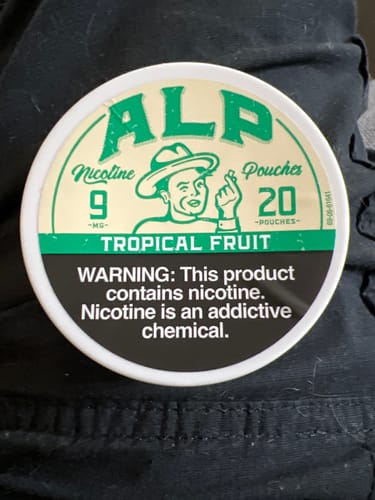 ALP
Nicotine Pouches
9 20
-MG- -POUCHES-
TROPICAL FRUIT
WARNING: This product
contains nicotine.
Nicotine is an addictive
chemical.